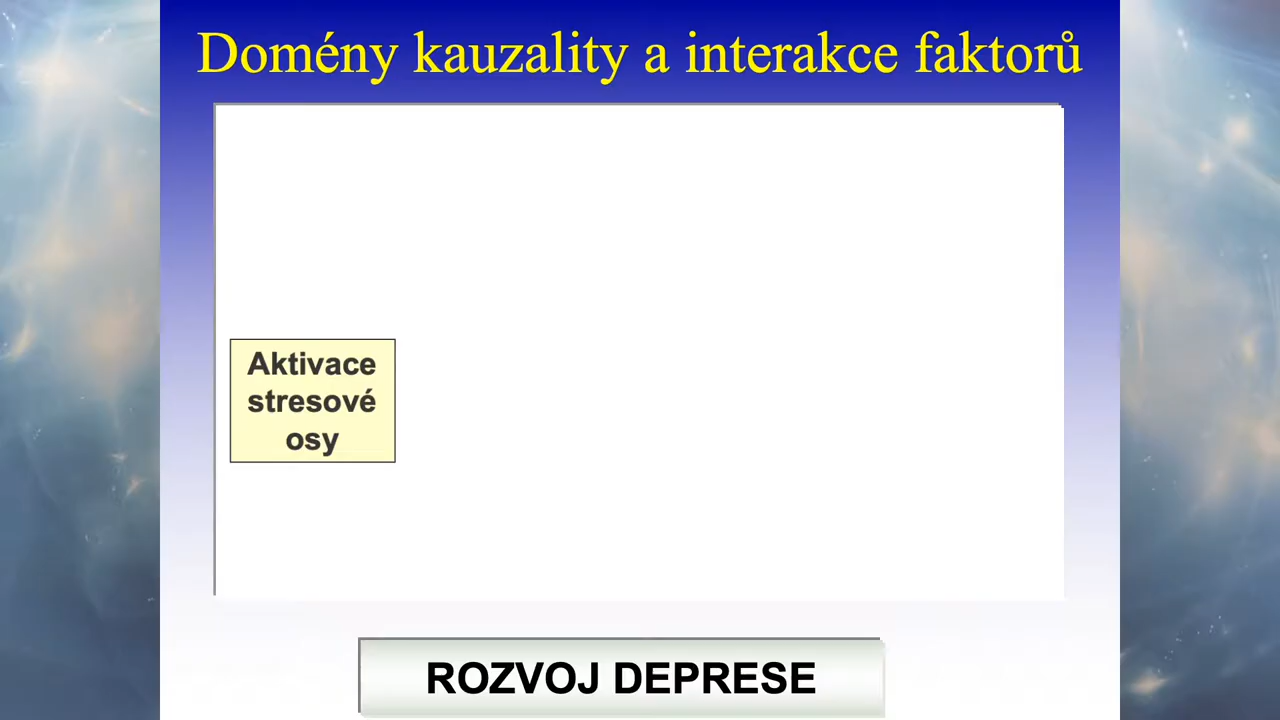 Domény kauzality a interakce faktorů
Aktivace
stresové
osy
ROZVOJ DEPRESE